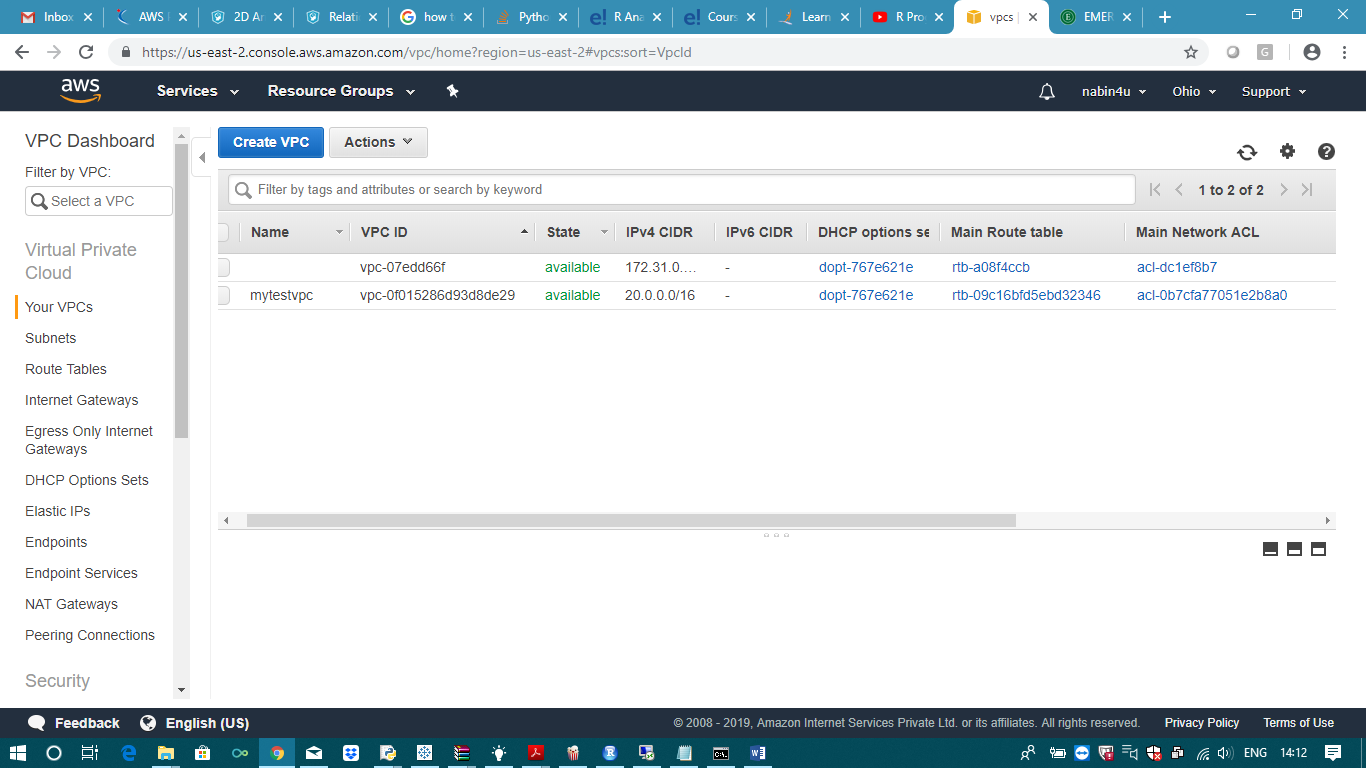 Inbox
AWS
2D Ar
Relati
how t
Pytho
R Ana
Cours
Learn
R Pro
vpcs |
EMER
https://us-east-2.console.aws.amazon.com/vpc/home?region=us-east-2#vpcs:sort=VpcId
aws Services Resource Groups nabin4u Ohio Support
VPC Dashboard
Filter by VPC:
Select a VPC
Virtual Private
Cloud
Your VPCs
Subnets
Route Tables
Internet Gateways
Egress Only Internet
Gateways
DHCP Options Sets
Elastic IPs
Endpoints
Endpoint Services
NAT Gateways
Peering Connections
Security
Create VPC Actions
Filter by tags and attributes or search by keyword 1 to 2 of 2
Name VPC ID State IPv4 CIDR IPv6 CIDR DHCP options se Main Route table Main Network ACL
vpc-07edd66f available 172.31.0.... - dopt-767e621e rtb-a08f4ccb acl-dc1ef8b7
mytestvpc vpc-0f015286d93d8de29 available 20.0.0.0/16 - dopt-767e621e rtb-09c16bfd5ebd32346 acl-0b7cfa77051e2b8a0
Feedback English (US) © 2008 - 2019, Amazon Internet Services Private Ltd. or its affiliates. All rights reserved. Privacy Policy Terms of Use
ENG 14:12